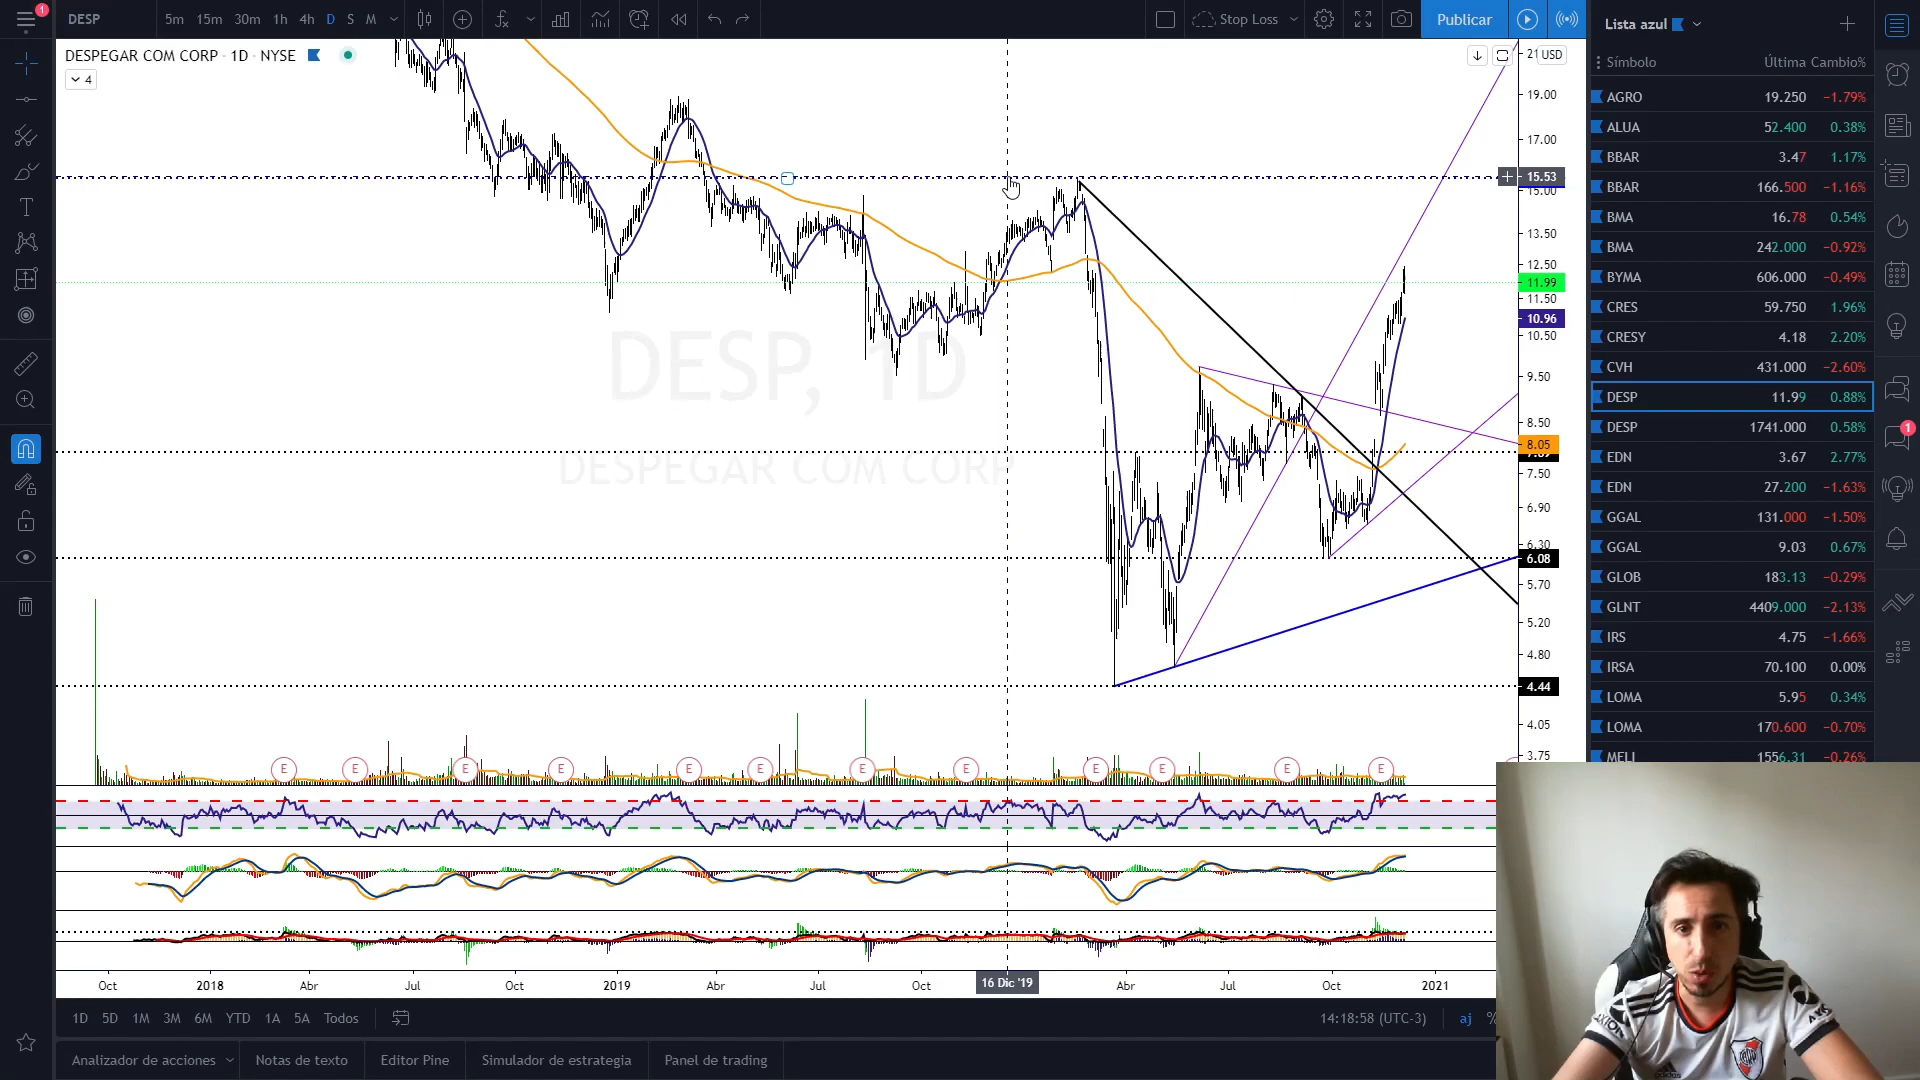 1
DESP
5m 15m 30m 1h 4h D S M
Stop Loss
Publicar
Lista azul
DESPEGAR COM CORP · 1D · NYSE
4
USD
Símbolo Última Cambio%
AGRO 19.250 −1.79%
ALUA 52.400 0.38%
BBAR 3.47 1.17%
BBAR 166.500 −1.16%
BMA 16.78 0.54%
BMA 242.000 −0.92%
BYMA 606.000 −0.49%
CRES 59.750 1.96%
CRESY 4.18 2.20%
CVH 431.000 −2.60%
DESP 11.99 0.88%
DESP 1741.000 0.58%
EDN 3.67 2.77%
EDN 27.200 −1.63%
GGAL 131.000 −1.50%
GGAL 9.03 0.67%
GLOB 183.13 −0.29%
GLNT 4409.000 −2.13%
IRS 4.75 −1.66%
IRSA 70.100 0.00%
LOMA 5.95 0.34%
LOMA 170.600 −0.70%
MELI 1556.31 −0.26%
1
19.00
17.00
15.53
15.00
13.50
12.50
11.99
11.50
10.96
10.50
9.50
8.50
8.05
7.50
6.90
6.30
6.08
5.70
5.20
4.80
4.44
4.05
3.75
DESP, 1D
DESPEGAR COM CORP
E E E E E E E E E E E E
Oct 2018 Abr Jul Oct 2019 Abr Jul Oct 16 Dic '19 Abr Jul Oct 2021
1D 5D 1M 3M 6M YTD 1A 5A Todos
14:18:58 (UTC-3) aj %
Analizador de acciones Notas de texto Editor Pine Simulador de estrategia Panel de trading
AXION
adidas